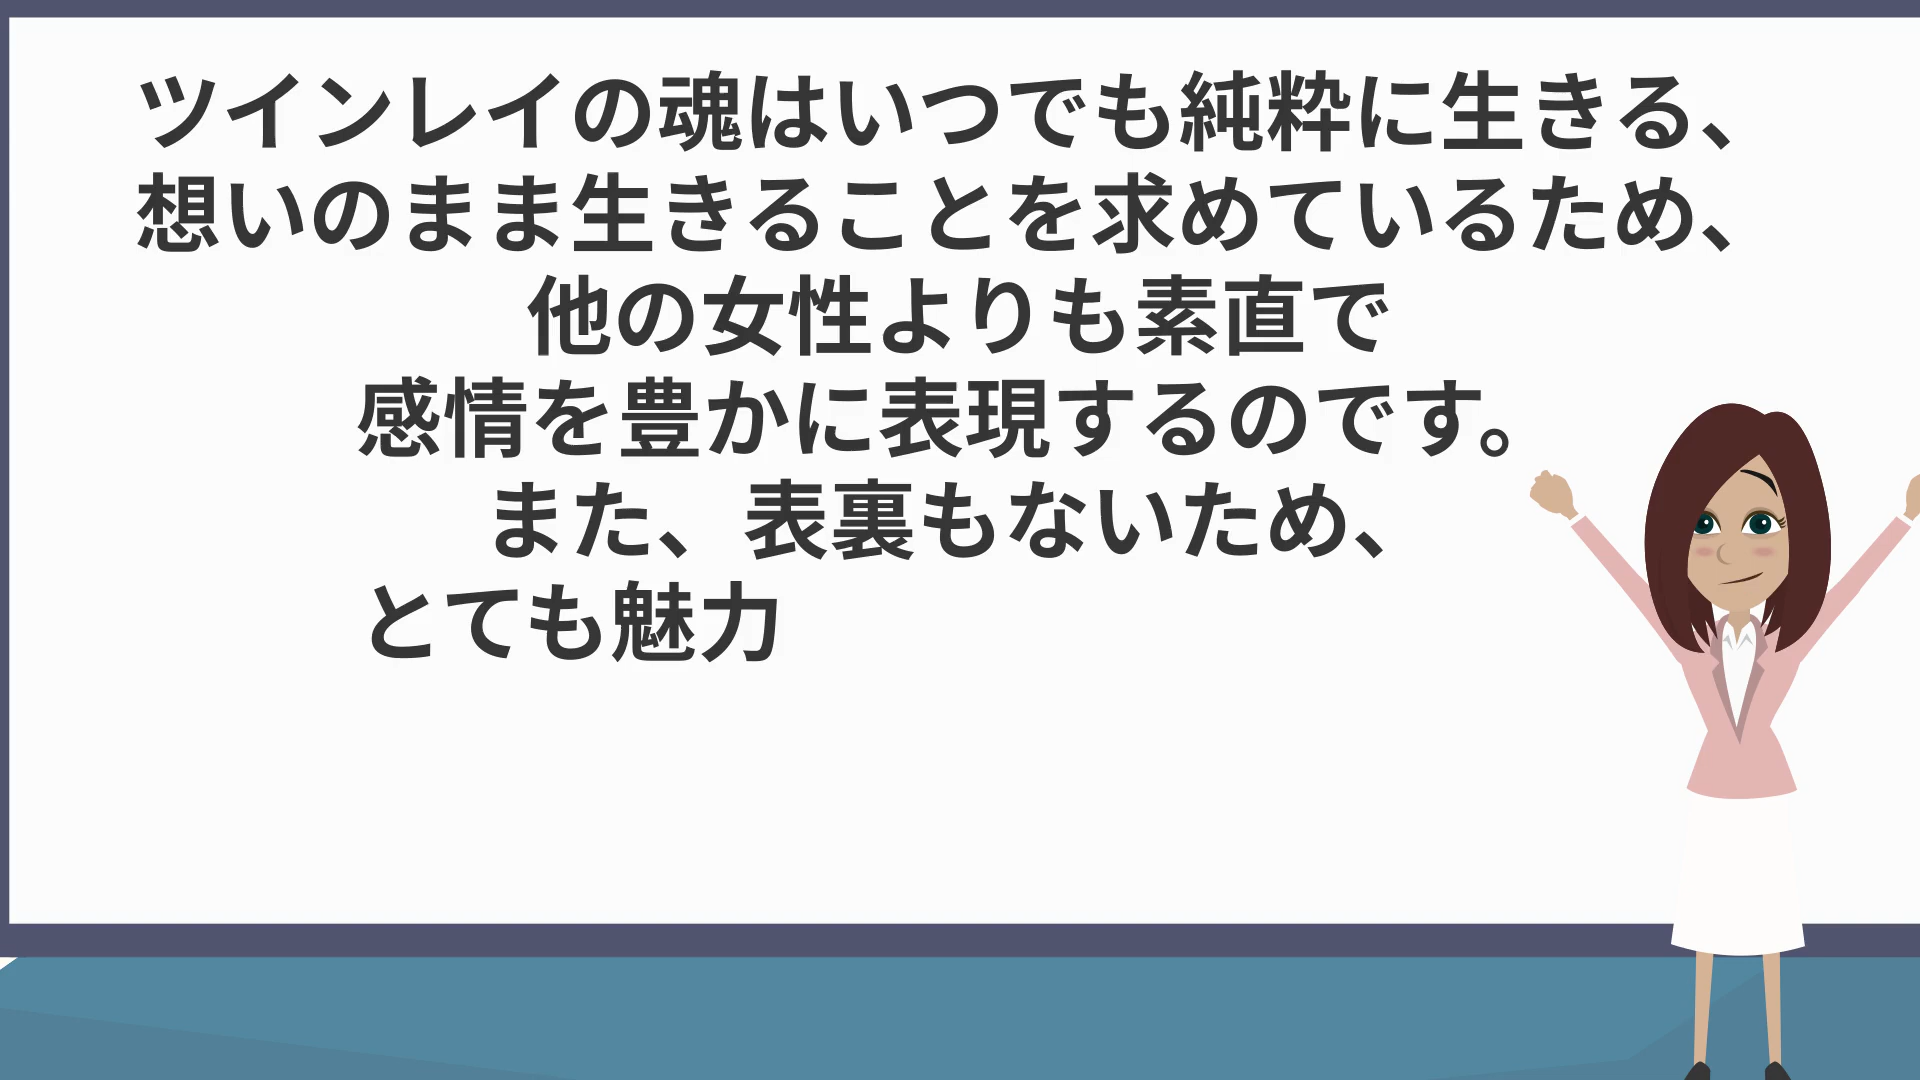 ツインレイの魂はいつでも純粋に生きる、
想いのまま生きることを求めているため、
他の女性よりも素直で
感情を豊かに表現するのです。
また、表裏もないため、
とても魅力